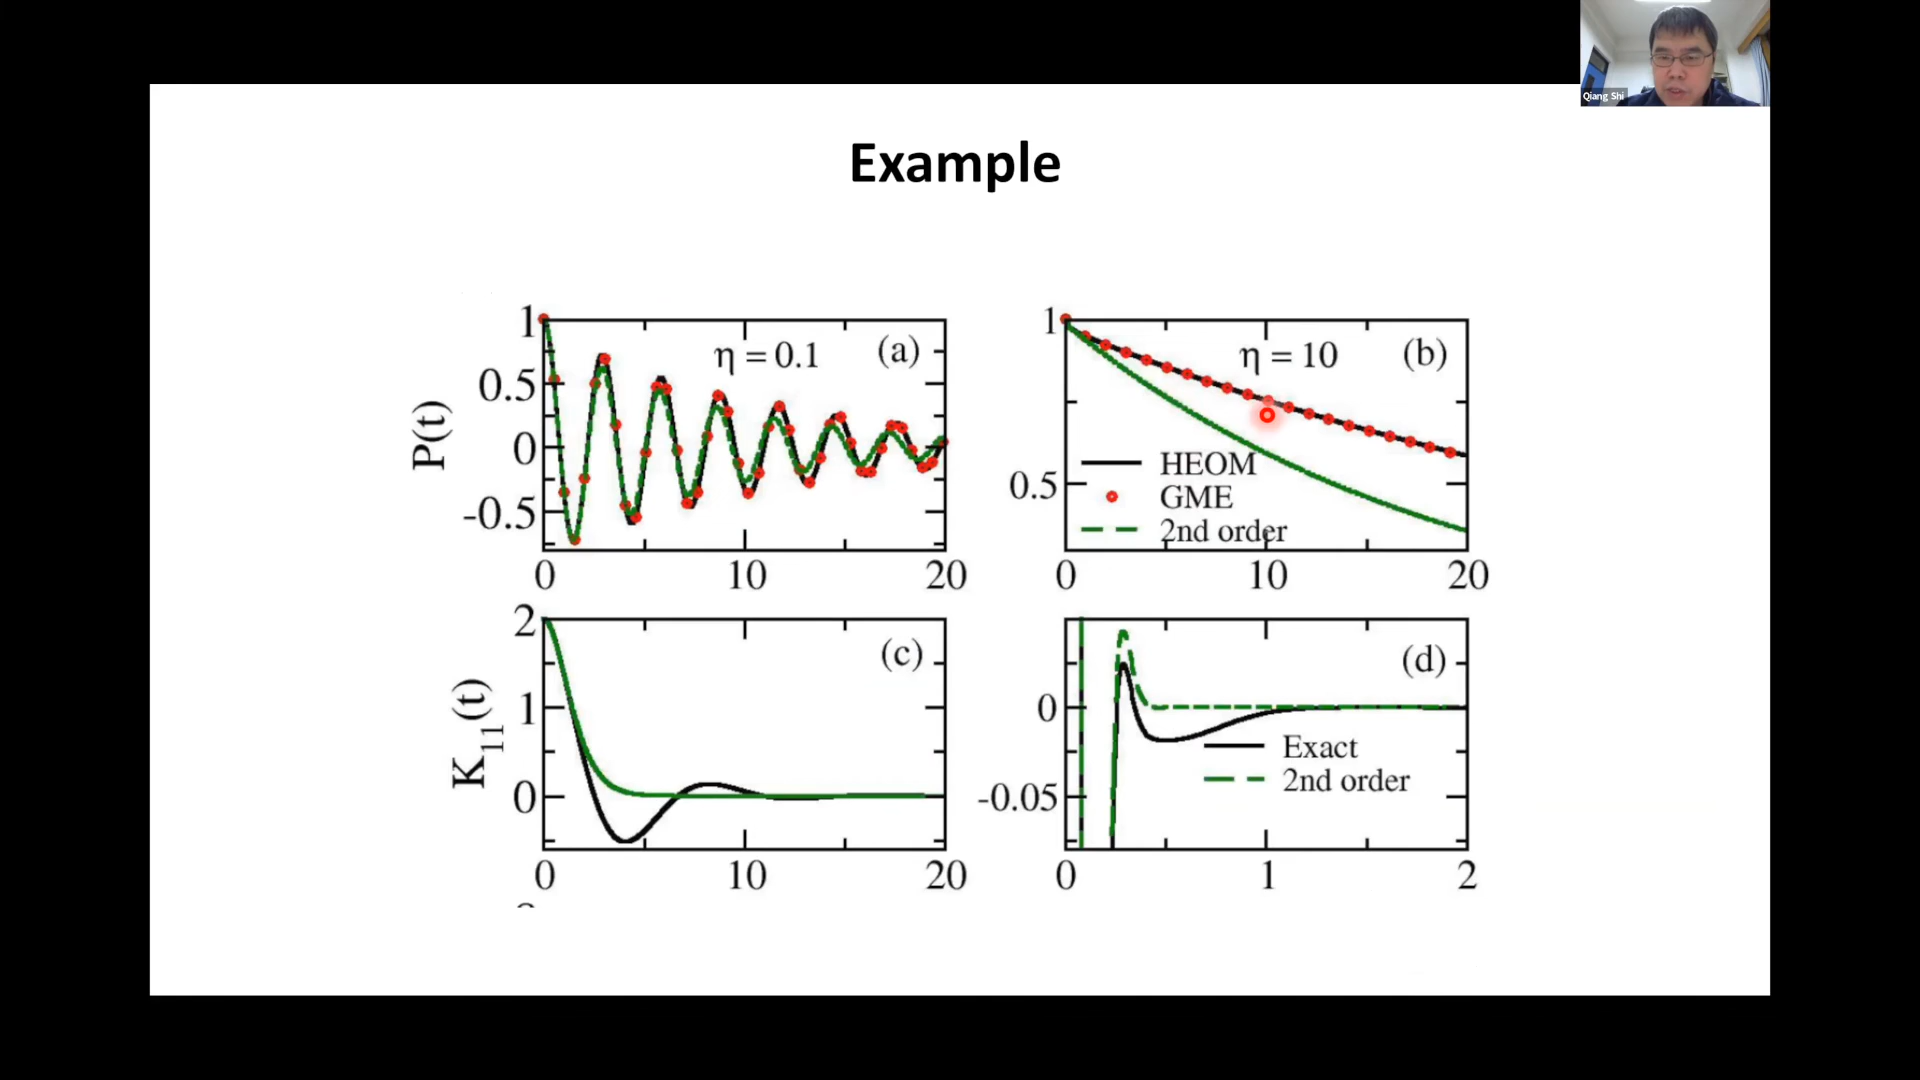 Qiang Shi
Example
1
0.5
0
-0.5
P(t)
η = 0.1
(a)
0
10
20
1
0.5
η = 10
(b)
HEOM
GME
2nd order
0
10
20
2
1
0
K11(t)
(c)
0
10
20
0
-0.05
(d)
Exact
2nd order
0
1
2